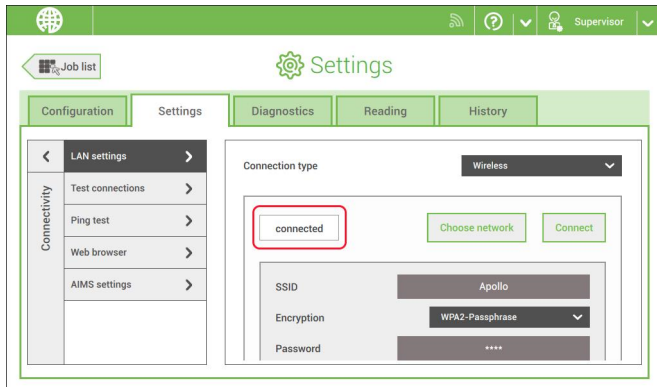 Supervisor
Job list
Settings
Configuration
Settings
Diagnostics
Reading
History
Connectivity
LAN settings
Test connections
Ping test
Web browser
AIMS settings
Connection type
Wireless
connected
Choose network
Connect
SSID
Apollo
Encryption
WPA2-Passphrase
Password
****